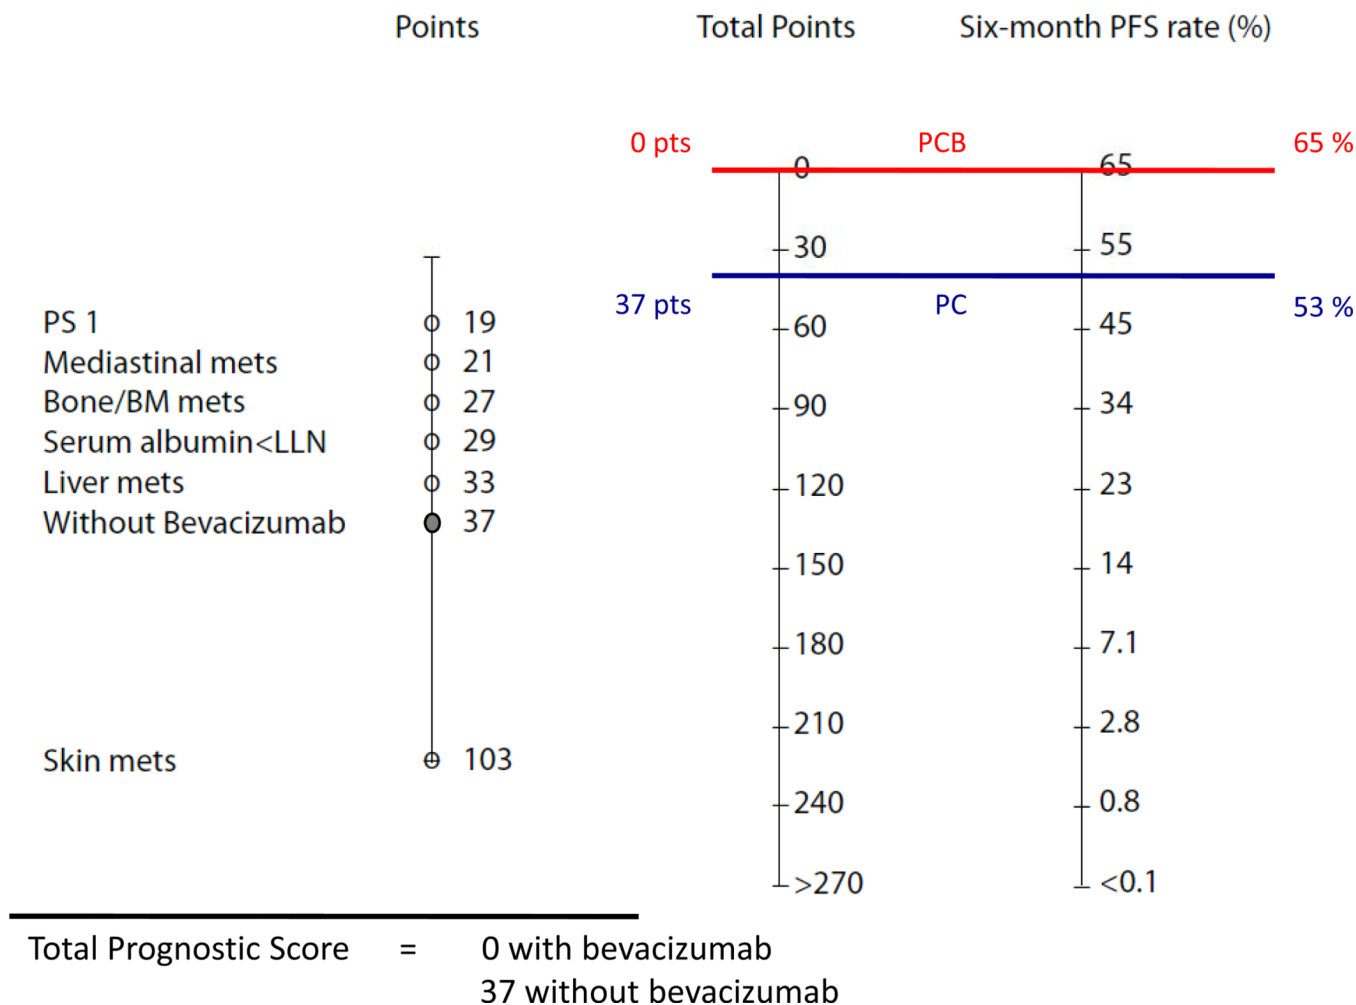 Points Total Points Six-month PFS rate (%)
0 pts PCB 65 %
0 65
30 55
37 pts PC 53 %
PS 1 19 60 45
Mediastinal mets 21
Bone/BM mets 27 90 34
Serum albumin<LLN 29
Liver mets 33 120 23
Without Bevacizumab 37
150 14
180 7.1
210 2.8
Skin mets 103
240 0.8
>270 <0.1
Total Prognostic Score = 0 with bevacizumab
37 without bevacizumab